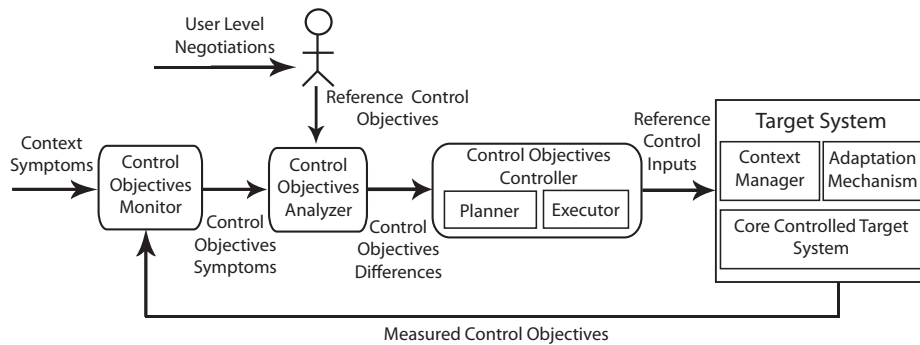 User Level
Negotiations
Reference Control
Objectives
Context
Symptoms
Control
Objectives
Monitor
Control
Objectives
Symptoms
Control
Objectives
Analyzer
Control
Objectives
Differences
Control Objectives
Controller
Planner
Executor
Reference
Control
Inputs
Target System
Context
Manager
Adaptation
Mechanism
Core Controlled Target
System
Measured Control Objectives